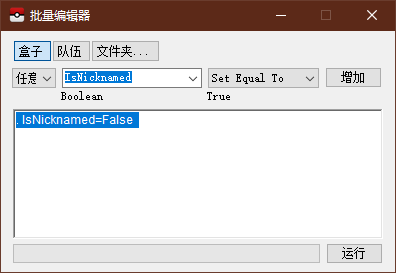 批量编辑器
盒子 队伍 文件夹...
任意 IsNicknamed Set Equal To 增加
Boolean True
.IsNicknamed=False
运行